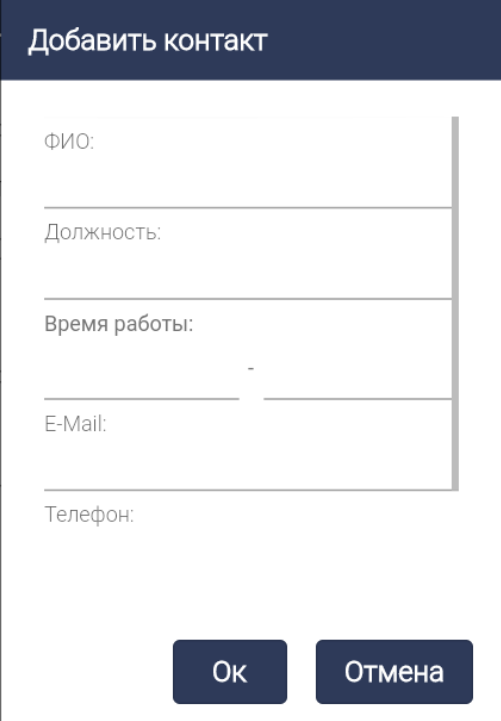 Добавить контакт
ФИО:
Должность:
Время работы:
-
E-Mail:
Телефон:
Ок Отмена